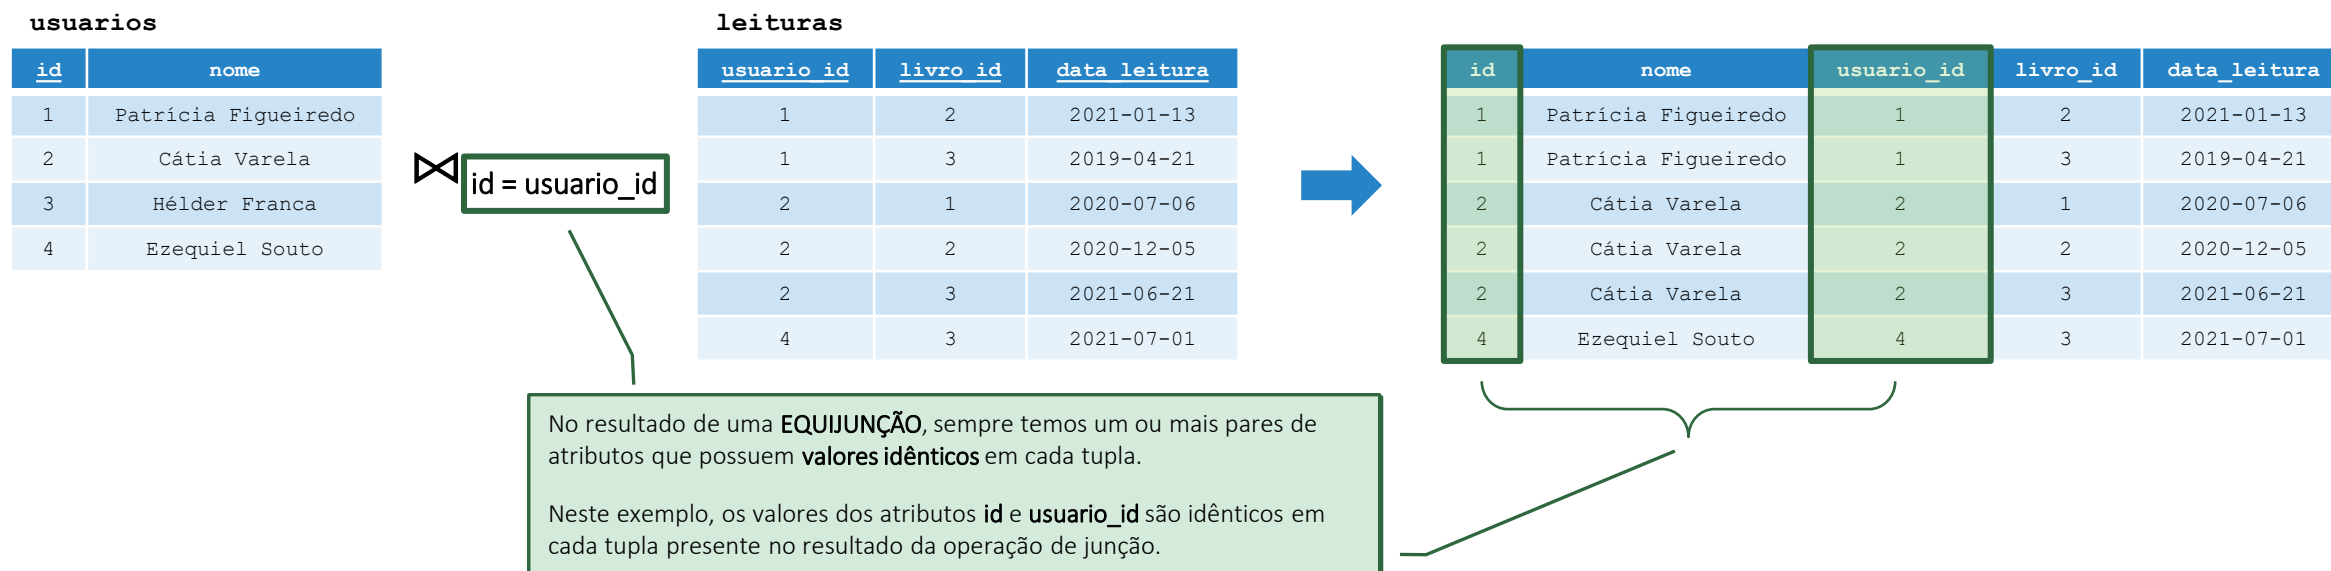 usuarios
id nome
1 Patrícia Figueiredo
2 Cátia Varela
3 Hélder Franca
4 Ezequiel Souto
⋈ id = usuario_id
leituras
usuario_id livro_id data_leitura
1 2 2021-01-13
1 3 2019-04-21
2 1 2020-07-06
2 2 2020-12-05
2 3 2021-06-21
4 3 2021-07-01
id nome usuario_id livro_id data_leitura
1 Patrícia Figueiredo 1 2 2021-01-13
1 Patrícia Figueiredo 1 3 2019-04-21
2 Cátia Varela 2 1 2020-07-06
2 Cátia Varela 2 2 2020-12-05
2 Cátia Varela 2 3 2021-06-21
4 Ezequiel Souto 4 3 2021-07-01
No resultado de uma EQUIJUNÇÃO, sempre temos um ou mais pares de
atributos que possuem valores idênticos em cada tupla.
Neste exemplo, os valores dos atributos id e usuario_id são idênticos em
cada tupla presente no resultado da operação de junção.